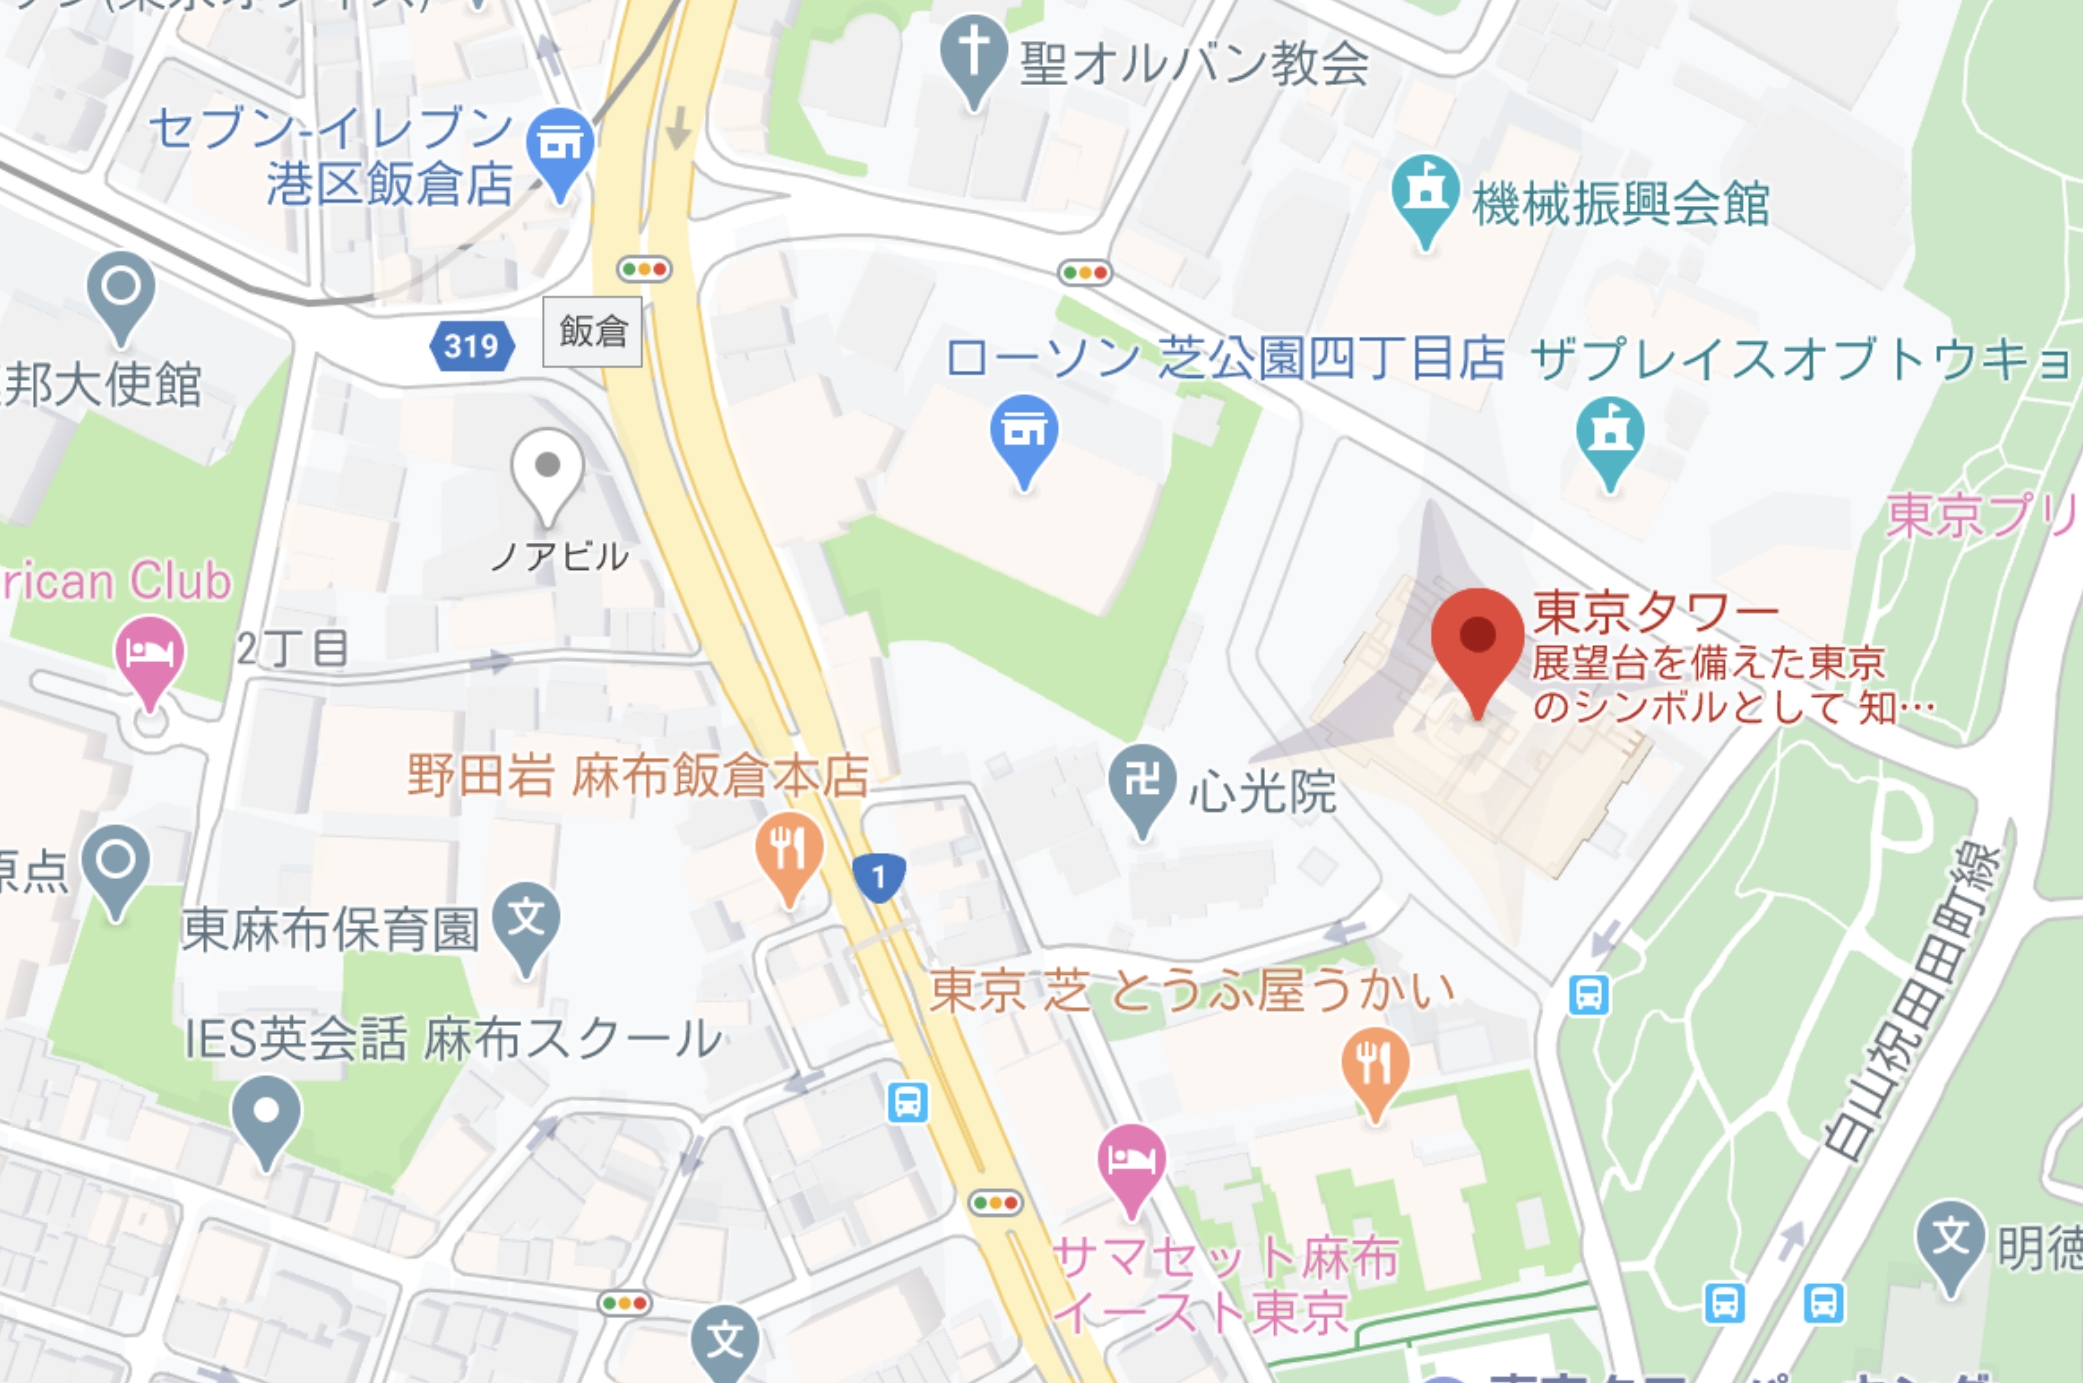 聖オルバン教会
セブン-イレブン
港区飯倉店
機械振興会館
319
飯倉
邦大使館
ローソン 芝公園四丁目店
ザプレイスオブトウキョ
ノアビル
東京プリ
rican Club
2丁目
東京タワー
展望台を備えた東京
のシンボルとして 知…
野田岩 麻布飯倉本店
卍
心光院
1
原点
東麻布保育園
文
白山祝田田町線
東京 芝 とうふ屋うかい
IES英会話 麻布スクール
サマセット麻布
イースト東京
文
明徳
文